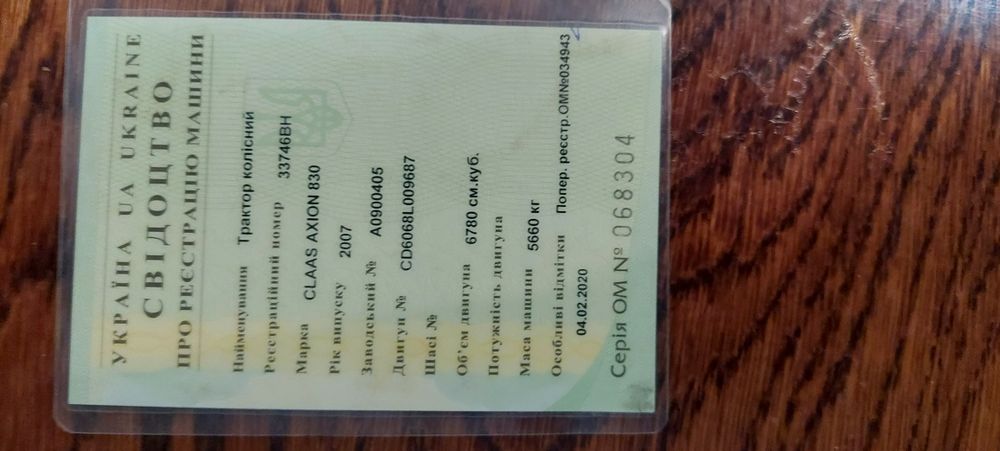 УКРАЇНА UA UKRAINE
СВІДОЦТВО
ПРО РЕЄСТРАЦІЮ МАШИНИ
Найменування Трактор колісний
Реєстраційний номер 33746ВН
Марка CLAAS AXION 830
Рік випуску 2007
Заводський № A0900405
Двигун № CD6068L009687
Шасі №
Об'єм двигуна 6780 см.куб.
Потужність двигуна
Маса машини 5660 кг
Особливі відмітки Попер. реєстр.ОМ№034943
04.02.2020
Серія ОМ № 068304